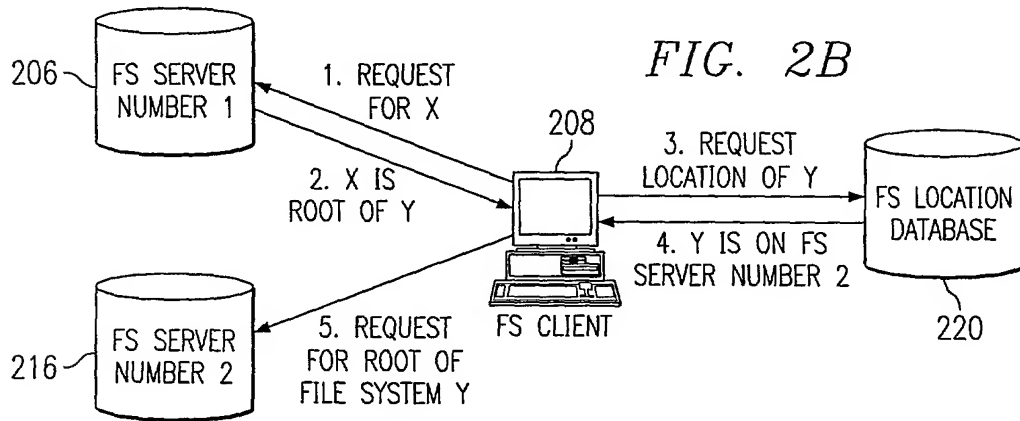 FIG. 2B
206
FS SERVER
NUMBER 1
1. REQUEST
FOR X
2. X IS
ROOT OF Y
208
3. REQUEST
LOCATION OF Y
FS LOCATION
DATABASE
4. Y IS ON FS
SERVER NUMBER 2
220
FS CLIENT
5. REQUEST
FOR ROOT OF
FILE SYSTEM Y
216
FS SERVER
NUMBER 2